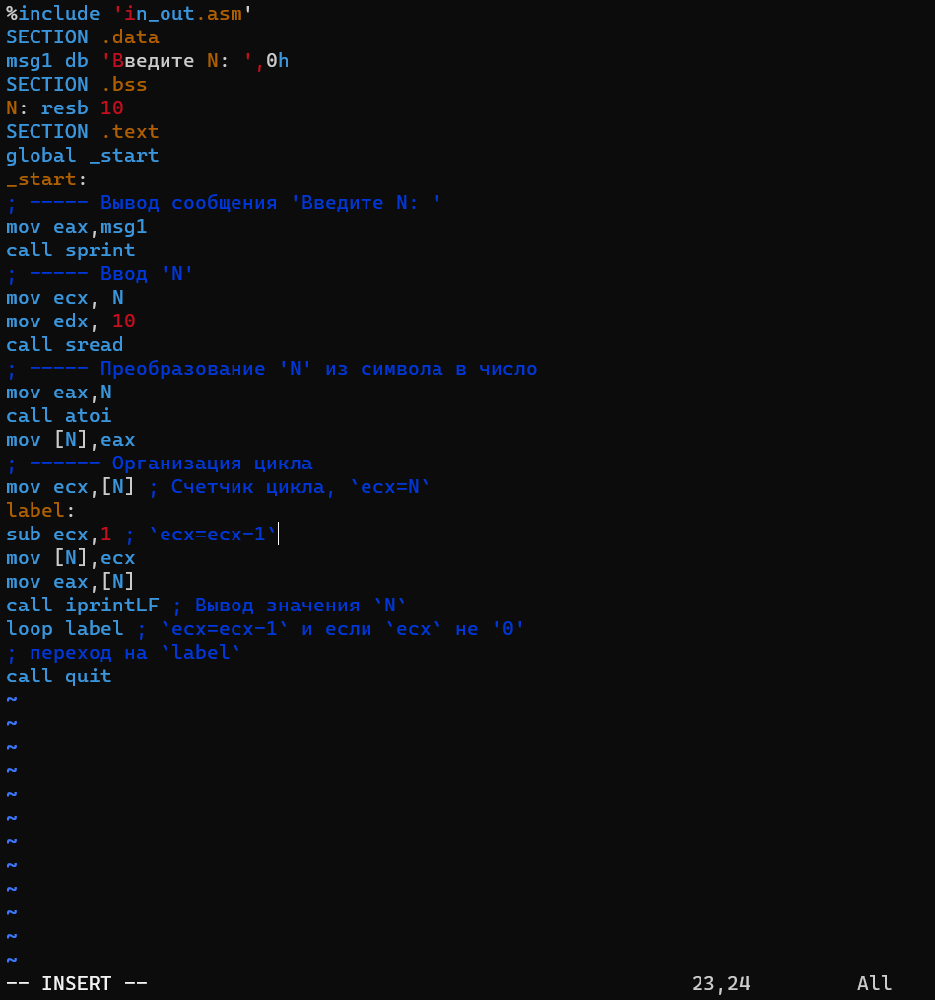 %include 'in_out.asm'
SECTION .data
msg1 db 'Введите N: ',0h
SECTION .bss
N: resb 10
SECTION .text
global _start
_start:
; ----- Вывод сообщения 'Введите N: '
mov eax,msg1
call sprint
; ----- Ввод 'N'
mov ecx, N
mov edx, 10
call sread
; ----- Преобразование 'N' из символа в число
mov eax,N
call atoi
mov [N],eax
; ------ Организация цикла
mov ecx,[N] ; Счетчик цикла, `ecx=N`
label:
sub ecx,1 ; `ecx=ecx-1`
mov [N],ecx
mov eax,[N]
call iprintLF ; Вывод значения `N`
loop label ; `ecx=ecx-1` и если `ecx` не '0'
; переход на `label`
call quit
~
~
~
~
~
~
~
~
~
~
~
~
-- INSERT -- 23,24 All